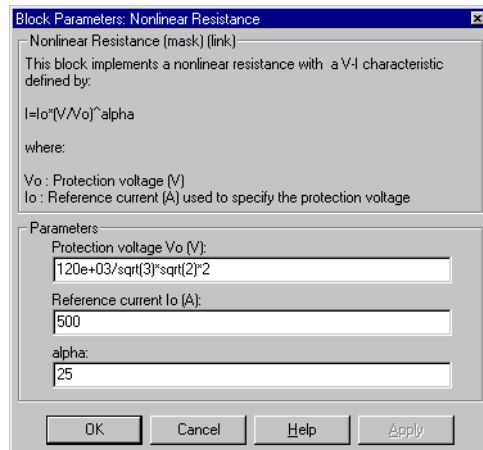 Block Parameters: Nonlinear Resistance
Nonlinear Resistance (mask) (link)
This block implements a nonlinear resistance with a V-I characteristic
defined by:
I=Io*(V/Vo)^alpha
where:
Vo : Protection voltage (V)
Io : Reference current (A) used to specify the protection voltage
Parameters
Protection voltage Vo (V):
120e+03/sqrt(3)*sqrt(2)*2
Reference current Io (A):
500
alpha:
25
OK Cancel Help Apply